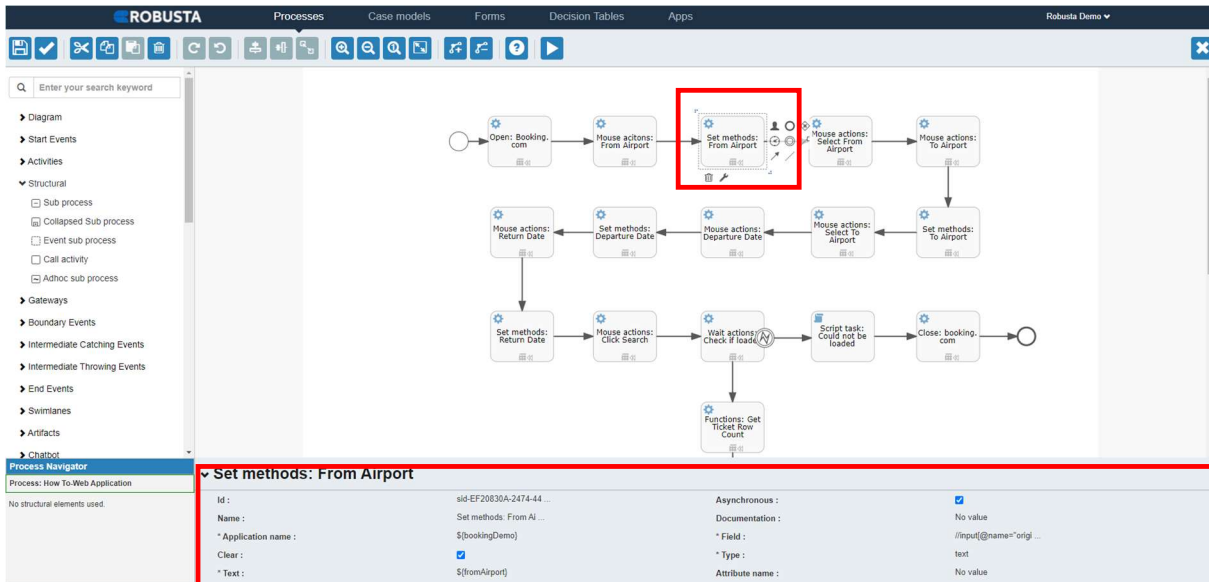 ROBUSTA
Processes
Case models
Forms
Decision Tables
Apps
Robusta Demo
Enter your search keyword
Diagram
Start Events
Activities
Structural
Sub process
Collapsed Sub process
Event sub process
Call activity
Adhoc sub process
Gateways
Boundary Events
Intermediate Catching Events
Intermediate Throwing Events
End Events
Swimlanes
Artifacts
Chatbot
Open: Booking.
com
Mouse acitons:
From Airport
Set methods:
From Airport
Mouse actions:
Select From
Airport
Mouse actions:
To Airport
Mouse actions:
Return Date
Set methods:
Departure Date
Mouse actions:
Departure Date
Mouse actions:
Select To
Airport
Set methods:
To Airport
Set methods:
Return Date
Mouse actions:
Click Search
Wait actions:
Check if loade
Script task:
Could not be
loaded
Close: booking.
com
Functions: Get
Ticket Row
Count
Process Navigator
Process: How To-Web Application
No structural elements used.
Set methods: From Airport
Id :
sid-EF20830A-2474-44 ...
Asynchronous :
Name :
Set methods: From Ai ...
Documentation :
No value
* Application name :
${bookingDemo}
* Field :
//input[@name="origi ...
Clear :
* Type :
text
* Text :
${fromAirport}
Attribute name :
No value